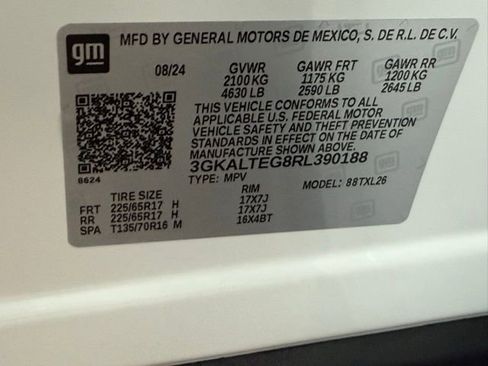 gm
MFD BY GENERAL MOTORS DE MEXICO, S. DE R.L. DE C.V.
08/24 GVWR GAWR FRT GAWR RR
2100 KG 1175 KG 1200 KG
4630 LB 2590 LB 2645 LB
THIS VEHICLE CONFORMS TO ALL
APPLICABLE U.S. FEDERAL MOTOR
VEHICLE SAFETY AND THEFT PREVENTION
STANDARDS IN EFFECT ON THE DATE OF
MANUFACTURE SHOWN ABOVE.
3GKALTEG8RL390188
8624 TYPE: MPV MODEL: 88TXL26
TIRE SIZE RIM
FRT 225/65R17 H 17X7J
RR 225/65R17 H 17X7J
SPA T135/70R16 M 16X4BT